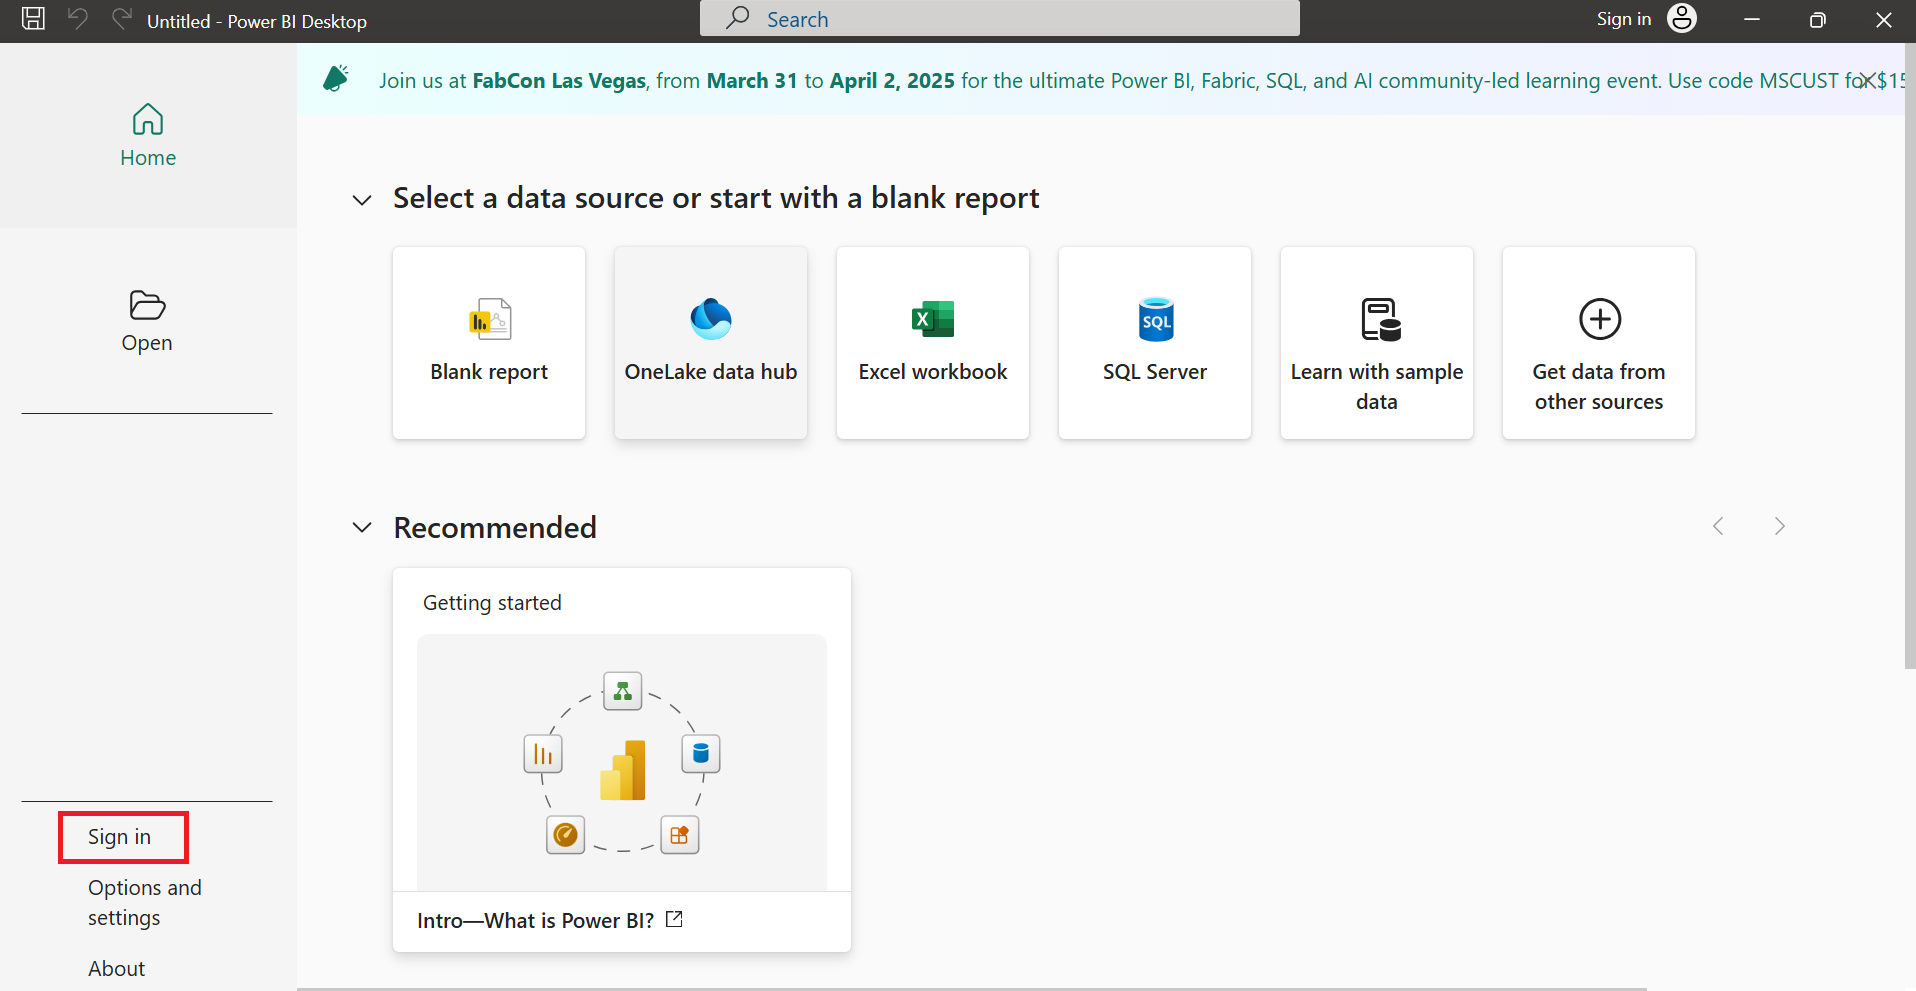 Untitled - Power BI Desktop
Search
Sign in
Join us at FabCon Las Vegas, from March 31 to April 2, 2025 for the ultimate Power BI, Fabric, SQL, and AI community-led learning event. Use code MSCUST for $15
Home
Open
Select a data source or start with a blank report
Blank report
OneLake data hub
Excel workbook
SQL
SQL Server
Learn with sample
data
Get data from
other sources
Recommended
Getting started
Intro—What is Power BI?
Sign in
Options and
settings
About